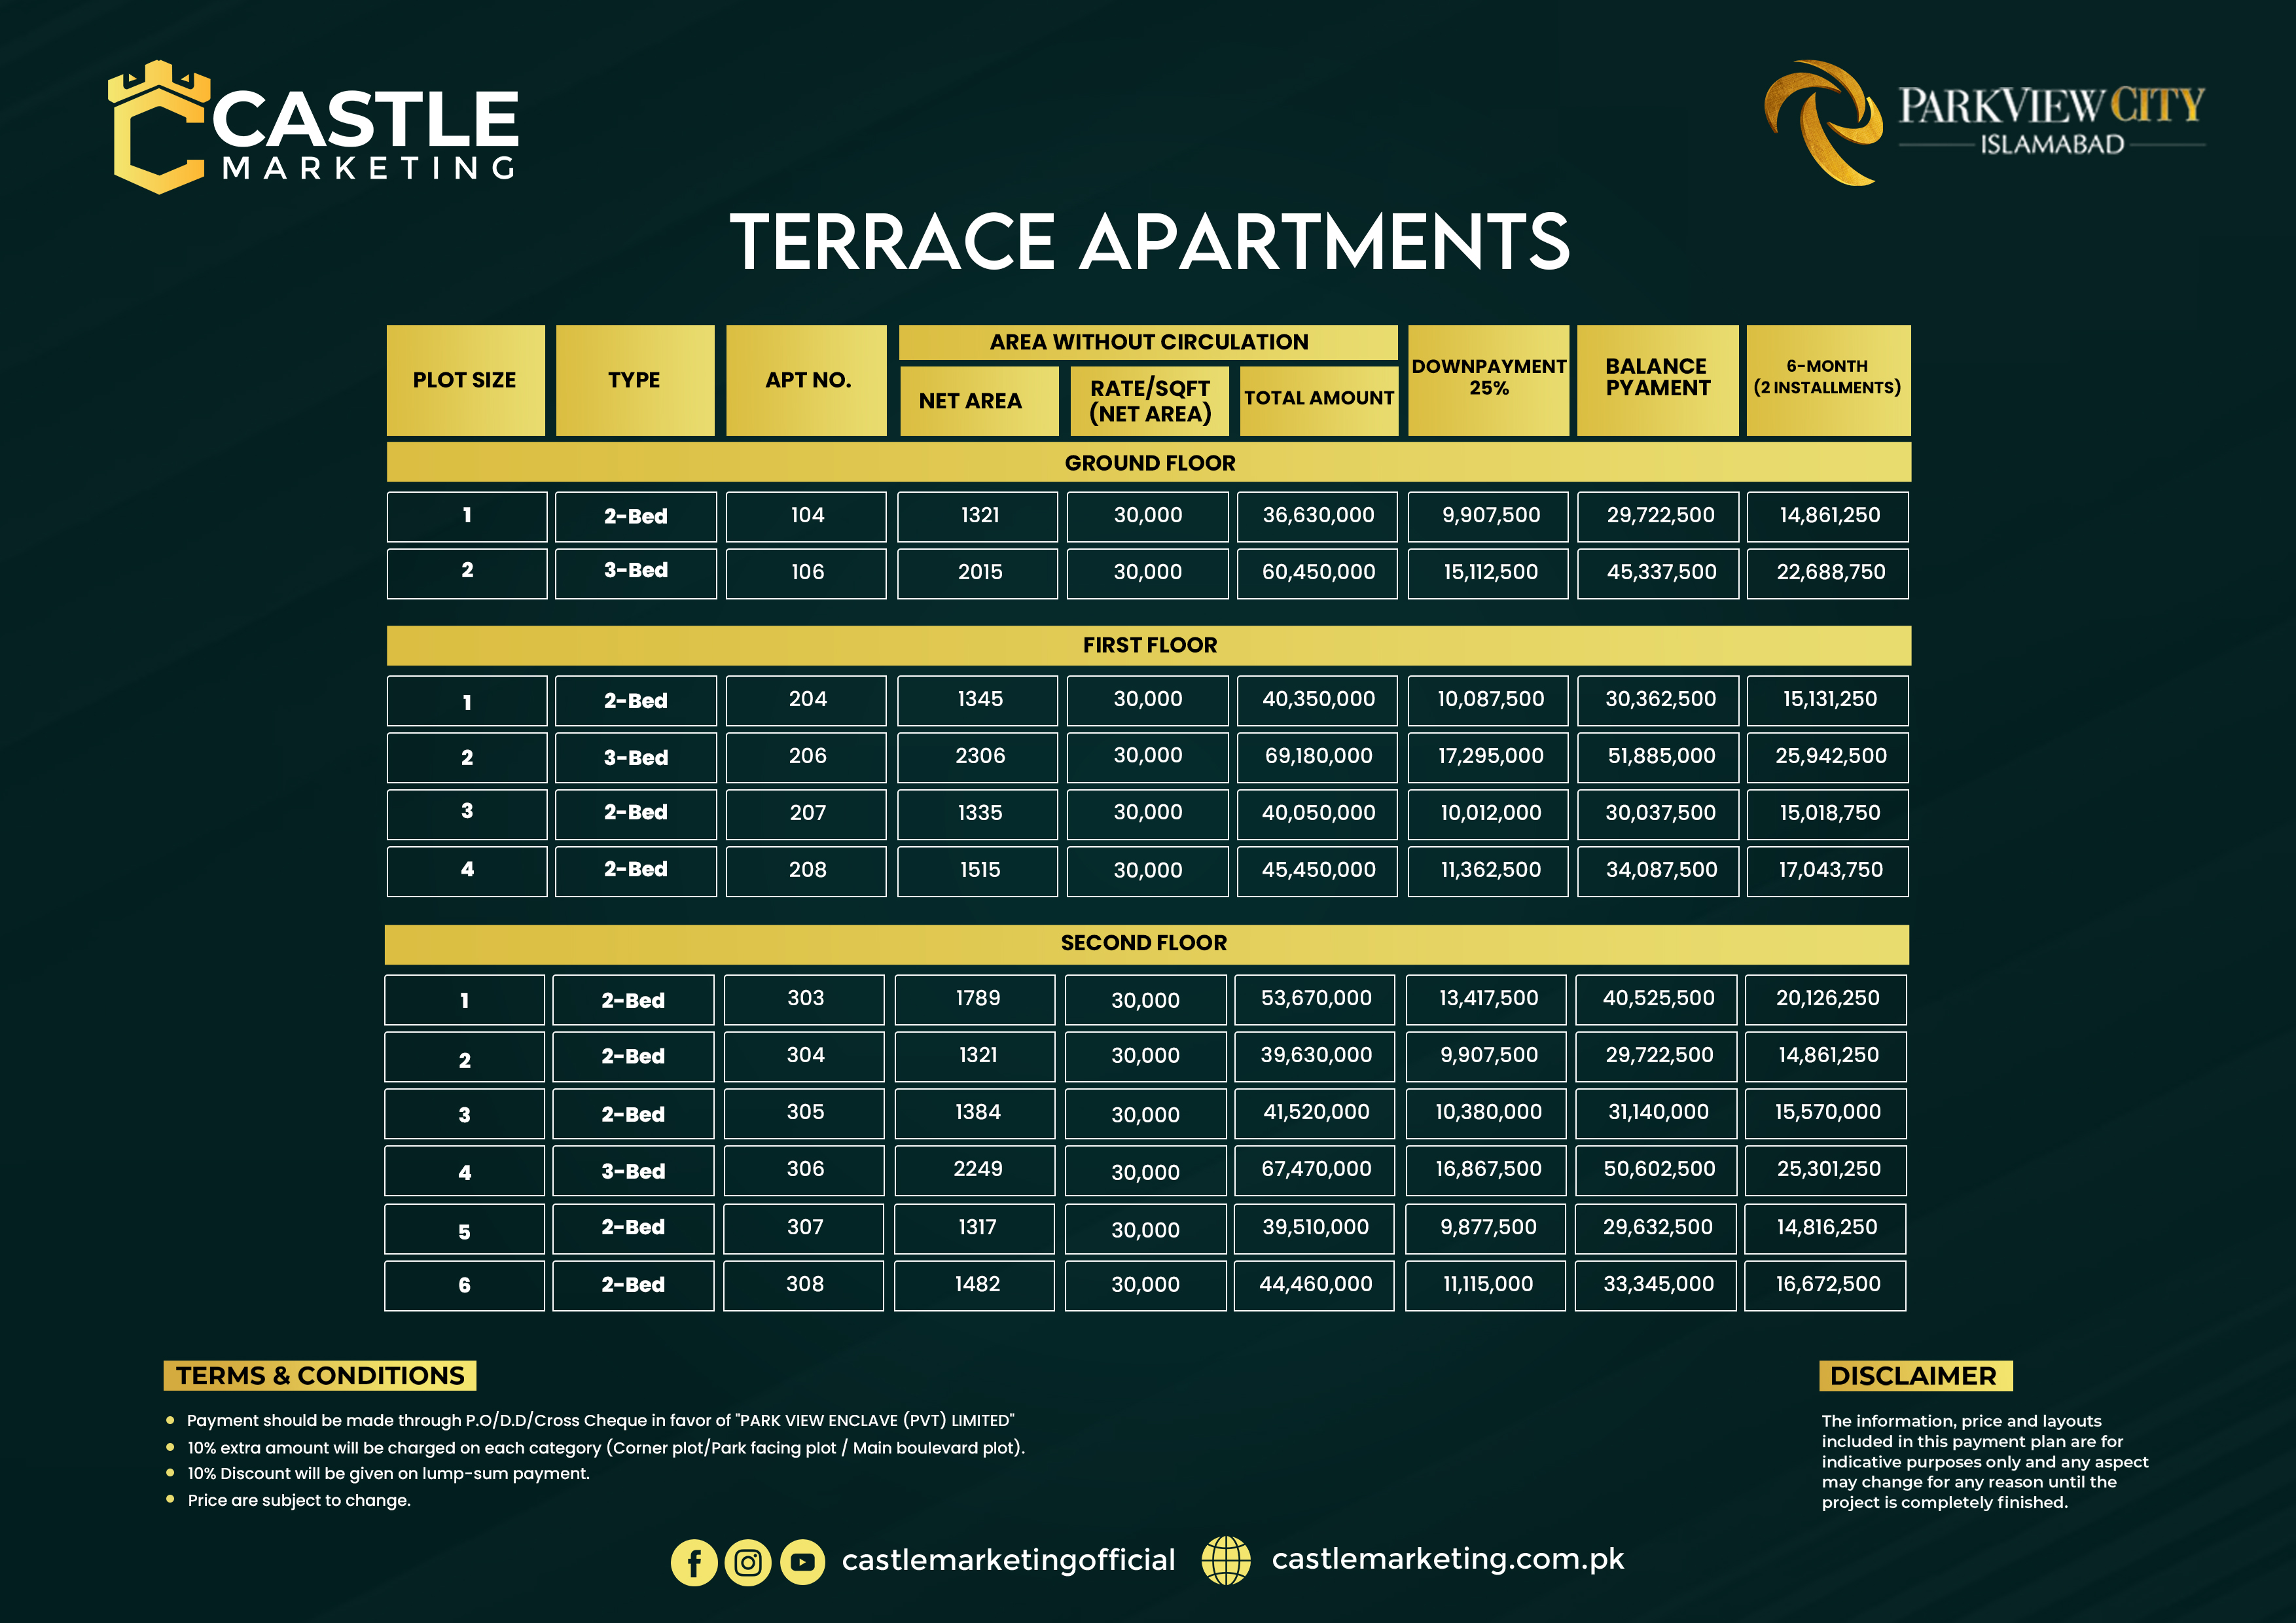 CASTLE
MARKETING
PARKVIEW CITY
ISLAMABAD
TERRACE APARTMENTS
PLOT SIZE TYPE APT NO. AREA WITHOUT CIRCULATION DOWNPAYMENT 25% BALANCE PYAMENT 6-MONTH (2 INSTALLMENTS)
NET AREA RATE/SQFT (NET AREA) TOTAL AMOUNT
GROUND FLOOR
1 2-Bed 104 1321 30,000 36,630,000 9,907,500 29,722,500 14,861,250
2 3-Bed 106 2015 30,000 60,450,000 15,112,500 45,337,500 22,688,750
FIRST FLOOR
1 2-Bed 204 1345 30,000 40,350,000 10,087,500 30,362,500 15,131,250
2 3-Bed 206 2306 30,000 69,180,000 17,295,000 51,885,000 25,942,500
3 2-Bed 207 1335 30,000 40,050,000 10,012,000 30,037,500 15,018,750
4 2-Bed 208 1515 30,000 45,450,000 11,362,500 34,087,500 17,043,750
SECOND FLOOR
1 2-Bed 303 1789 30,000 53,670,000 13,417,500 40,525,500 20,126,250
2 2-Bed 304 1321 30,000 39,630,000 9,907,500 29,722,500 14,861,250
3 2-Bed 305 1384 30,000 41,520,000 10,380,000 31,140,000 15,570,000
4 3-Bed 306 2249 30,000 67,470,000 16,867,500 50,602,500 25,301,250
5 2-Bed 307 1317 30,000 39,510,000 9,877,500 29,632,500 14,816,250
6 2-Bed 308 1482 30,000 44,460,000 11,115,000 33,345,000 16,672,500
TERMS & CONDITIONS
• Payment should be made through P.O/D.D/Cross Cheque in favor of "PARK VIEW ENCLAVE (PVT) LIMITED"
• 10% extra amount will be charged on each category (Corner plot/Park facing plot / Main boulevard plot).
• 10% Discount will be given on lump-sum payment.
• Price are subject to change.
DISCLAIMER
The information, price and layouts
included in this payment plan are for
indicative purposes only and any aspect
may change for any reason until the
project is completely finished.
castlemarketingofficial castlemarketing.com.pk